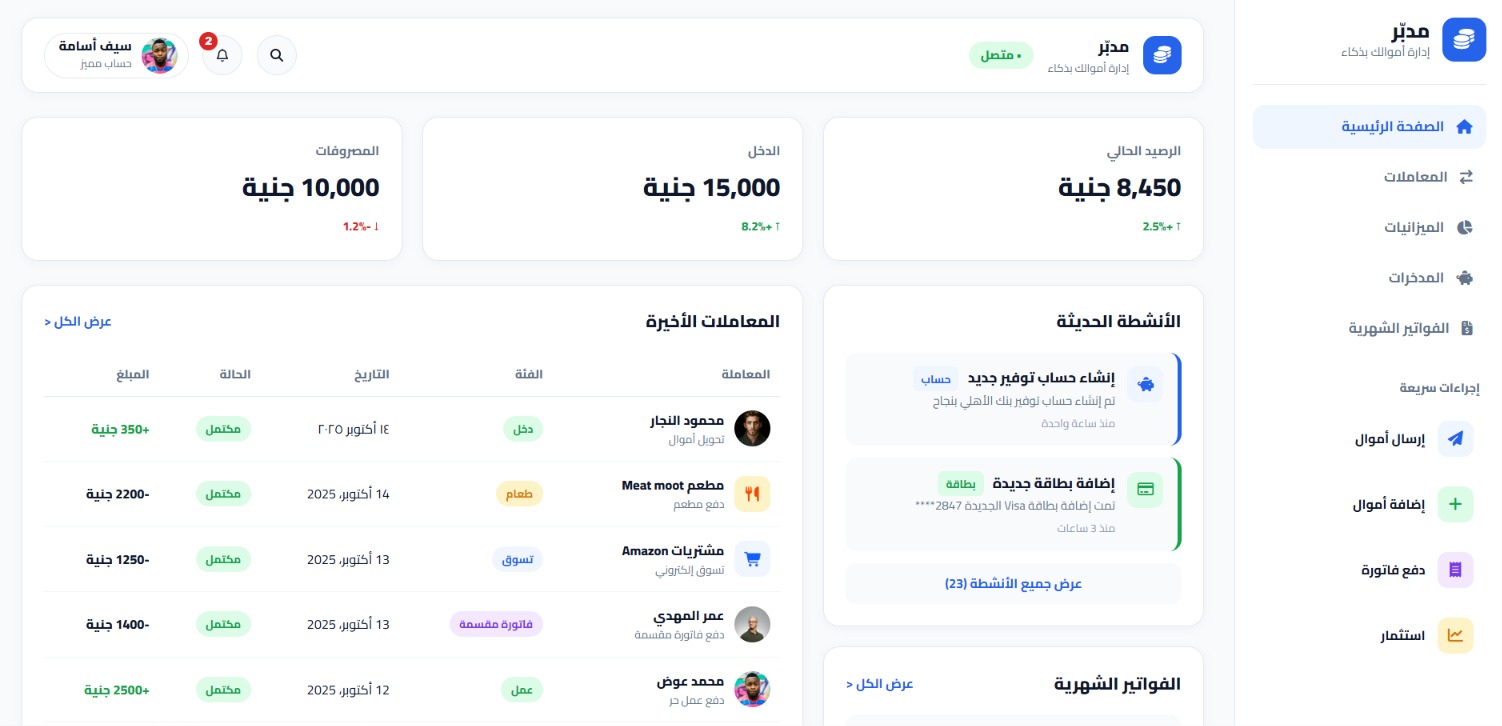 مدبّر
إدارة أموالك بذكاء
الصفحة الرئيسية
المعاملات
الميزانيات
المدخرات
الفواتير الشهرية
إجراءات سريعة
إرسال أموال
إضافة أموال
دفع فاتورة
استثمار
مدبّر
إدارة أموالك بذكاء
• متصل
2
سيف أسامة
حساب مميز
الرصيد الحالي
8,450 جنية
↑ +2.5%
الدخل
15,000 جنية
↑ +8.2%
المصروفات
10,000 جنية
↓ -1.2%
الأنشطة الحديثة
إنشاء حساب توفير جديد حساب
تم إنشاء حساب توفير بنك الأهلي بنجاح
منذ ساعة واحدة
إضافة بطاقة جديدة بطاقة
تمت إضافة بطاقة Visa الجديدة 2847****
منذ 3 ساعات
عرض جميع الأنشطة (23)
الفواتير الشهرية
عرض الكل >
المعاملات الأخيرة
عرض الكل >
المعاملة الفئة التاريخ الحالة المبلغ
محمود النجار
تحويل أموال
دخل ١٤ أكتوبر ٢٠٢٥ مكتمل +350 جنية
مطعم Meat moot
دفع مطعم
طعام 14 أكتوبر، 2025 مكتمل -2200 جنية
مشتريات Amazon
تسوق إلكتروني
تسوق 13 أكتوبر، 2025 مكتمل -1250 جنية
عمر المهدي
دفع فاتورة مقسمة
فاتورة مقسمة 13 أكتوبر، 2025 مكتمل -1400 جنية
محمد عوض
دفع عمل حر
عمل 12 أكتوبر، 2025 مكتمل +2500 جنية